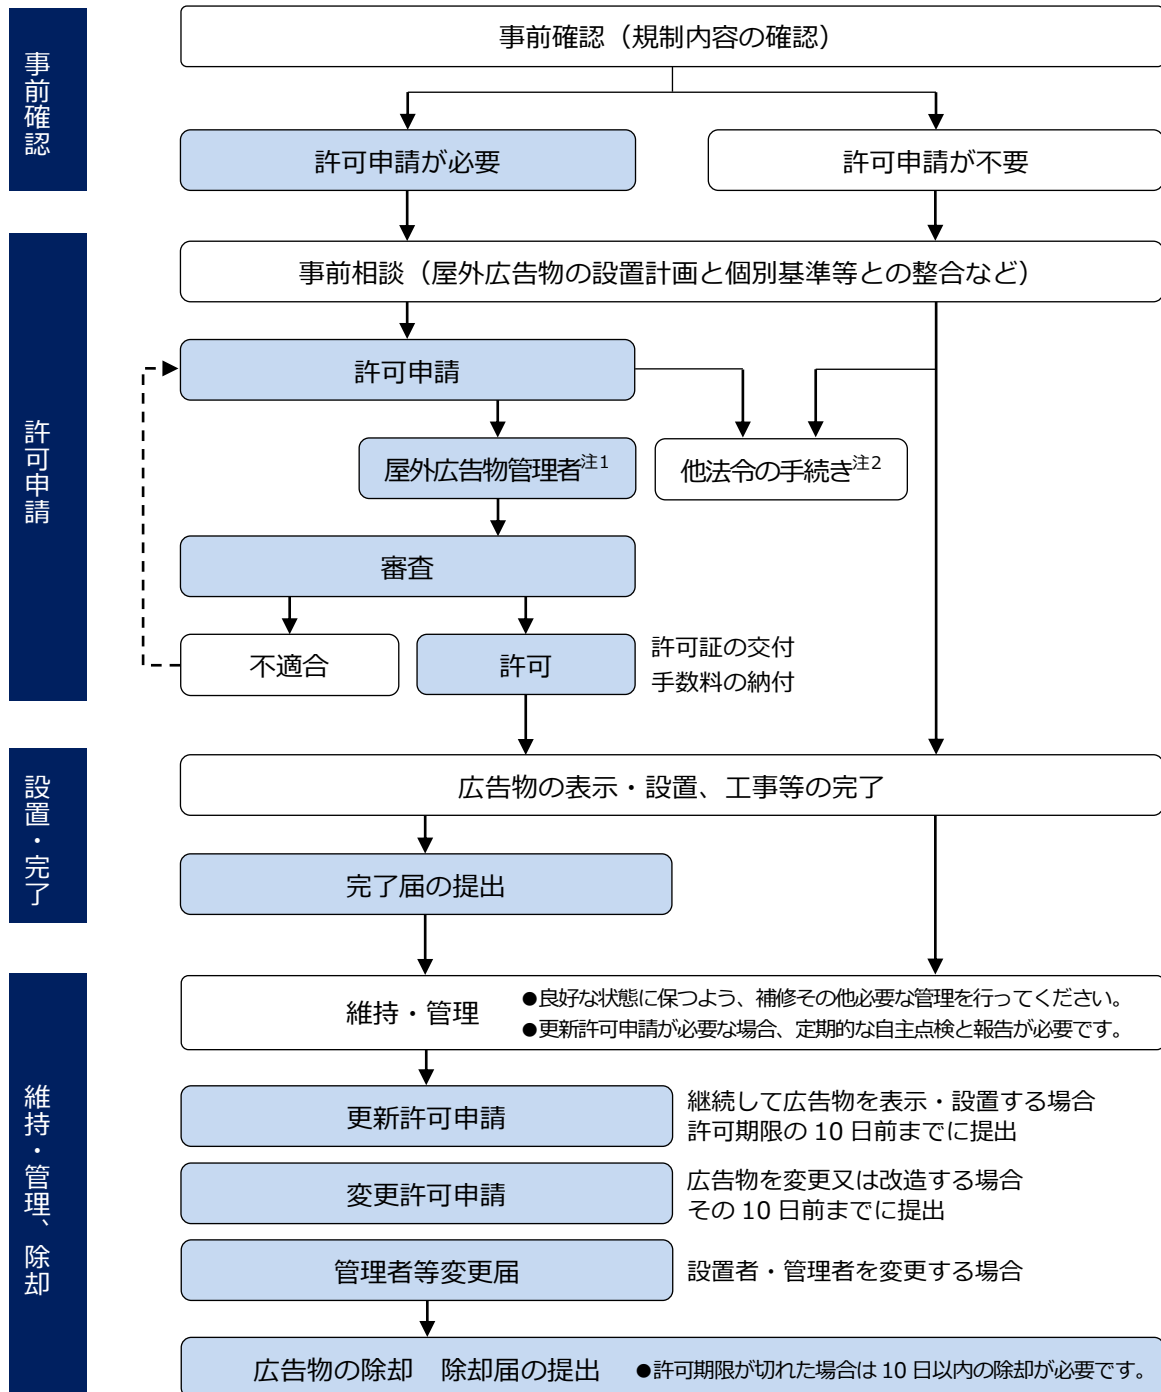 事前確認
事前確認（規制内容の確認）
許可申請が必要
許可申請が不要
許可申請
事前相談（屋外広告物の設置計画と個別基準等との整合など）
許可申請
屋外広告物管理者注1
他法令の手続き注2
審査
不適合
許可
許可証の交付
手数料の納付
設置・完了
広告物の表示・設置、工事等の完了
完了届の提出
維持・管理、除却
維持・管理
●良好な状態に保つよう、補修その他必要な管理を行ってください。
●更新許可申請が必要な場合、定期的な自主点検と報告が必要です。
更新許可申請
継続して広告物を表示・設置する場合
許可期限の 10 日前までに提出
変更許可申請
広告物を変更又は改造する場合
その 10 日前までに提出
管理者等変更届
設置者・管理者を変更する場合
広告物の除却　除却届の提出
●許可期限が切れた場合は 10 日以内の除却が必要です。